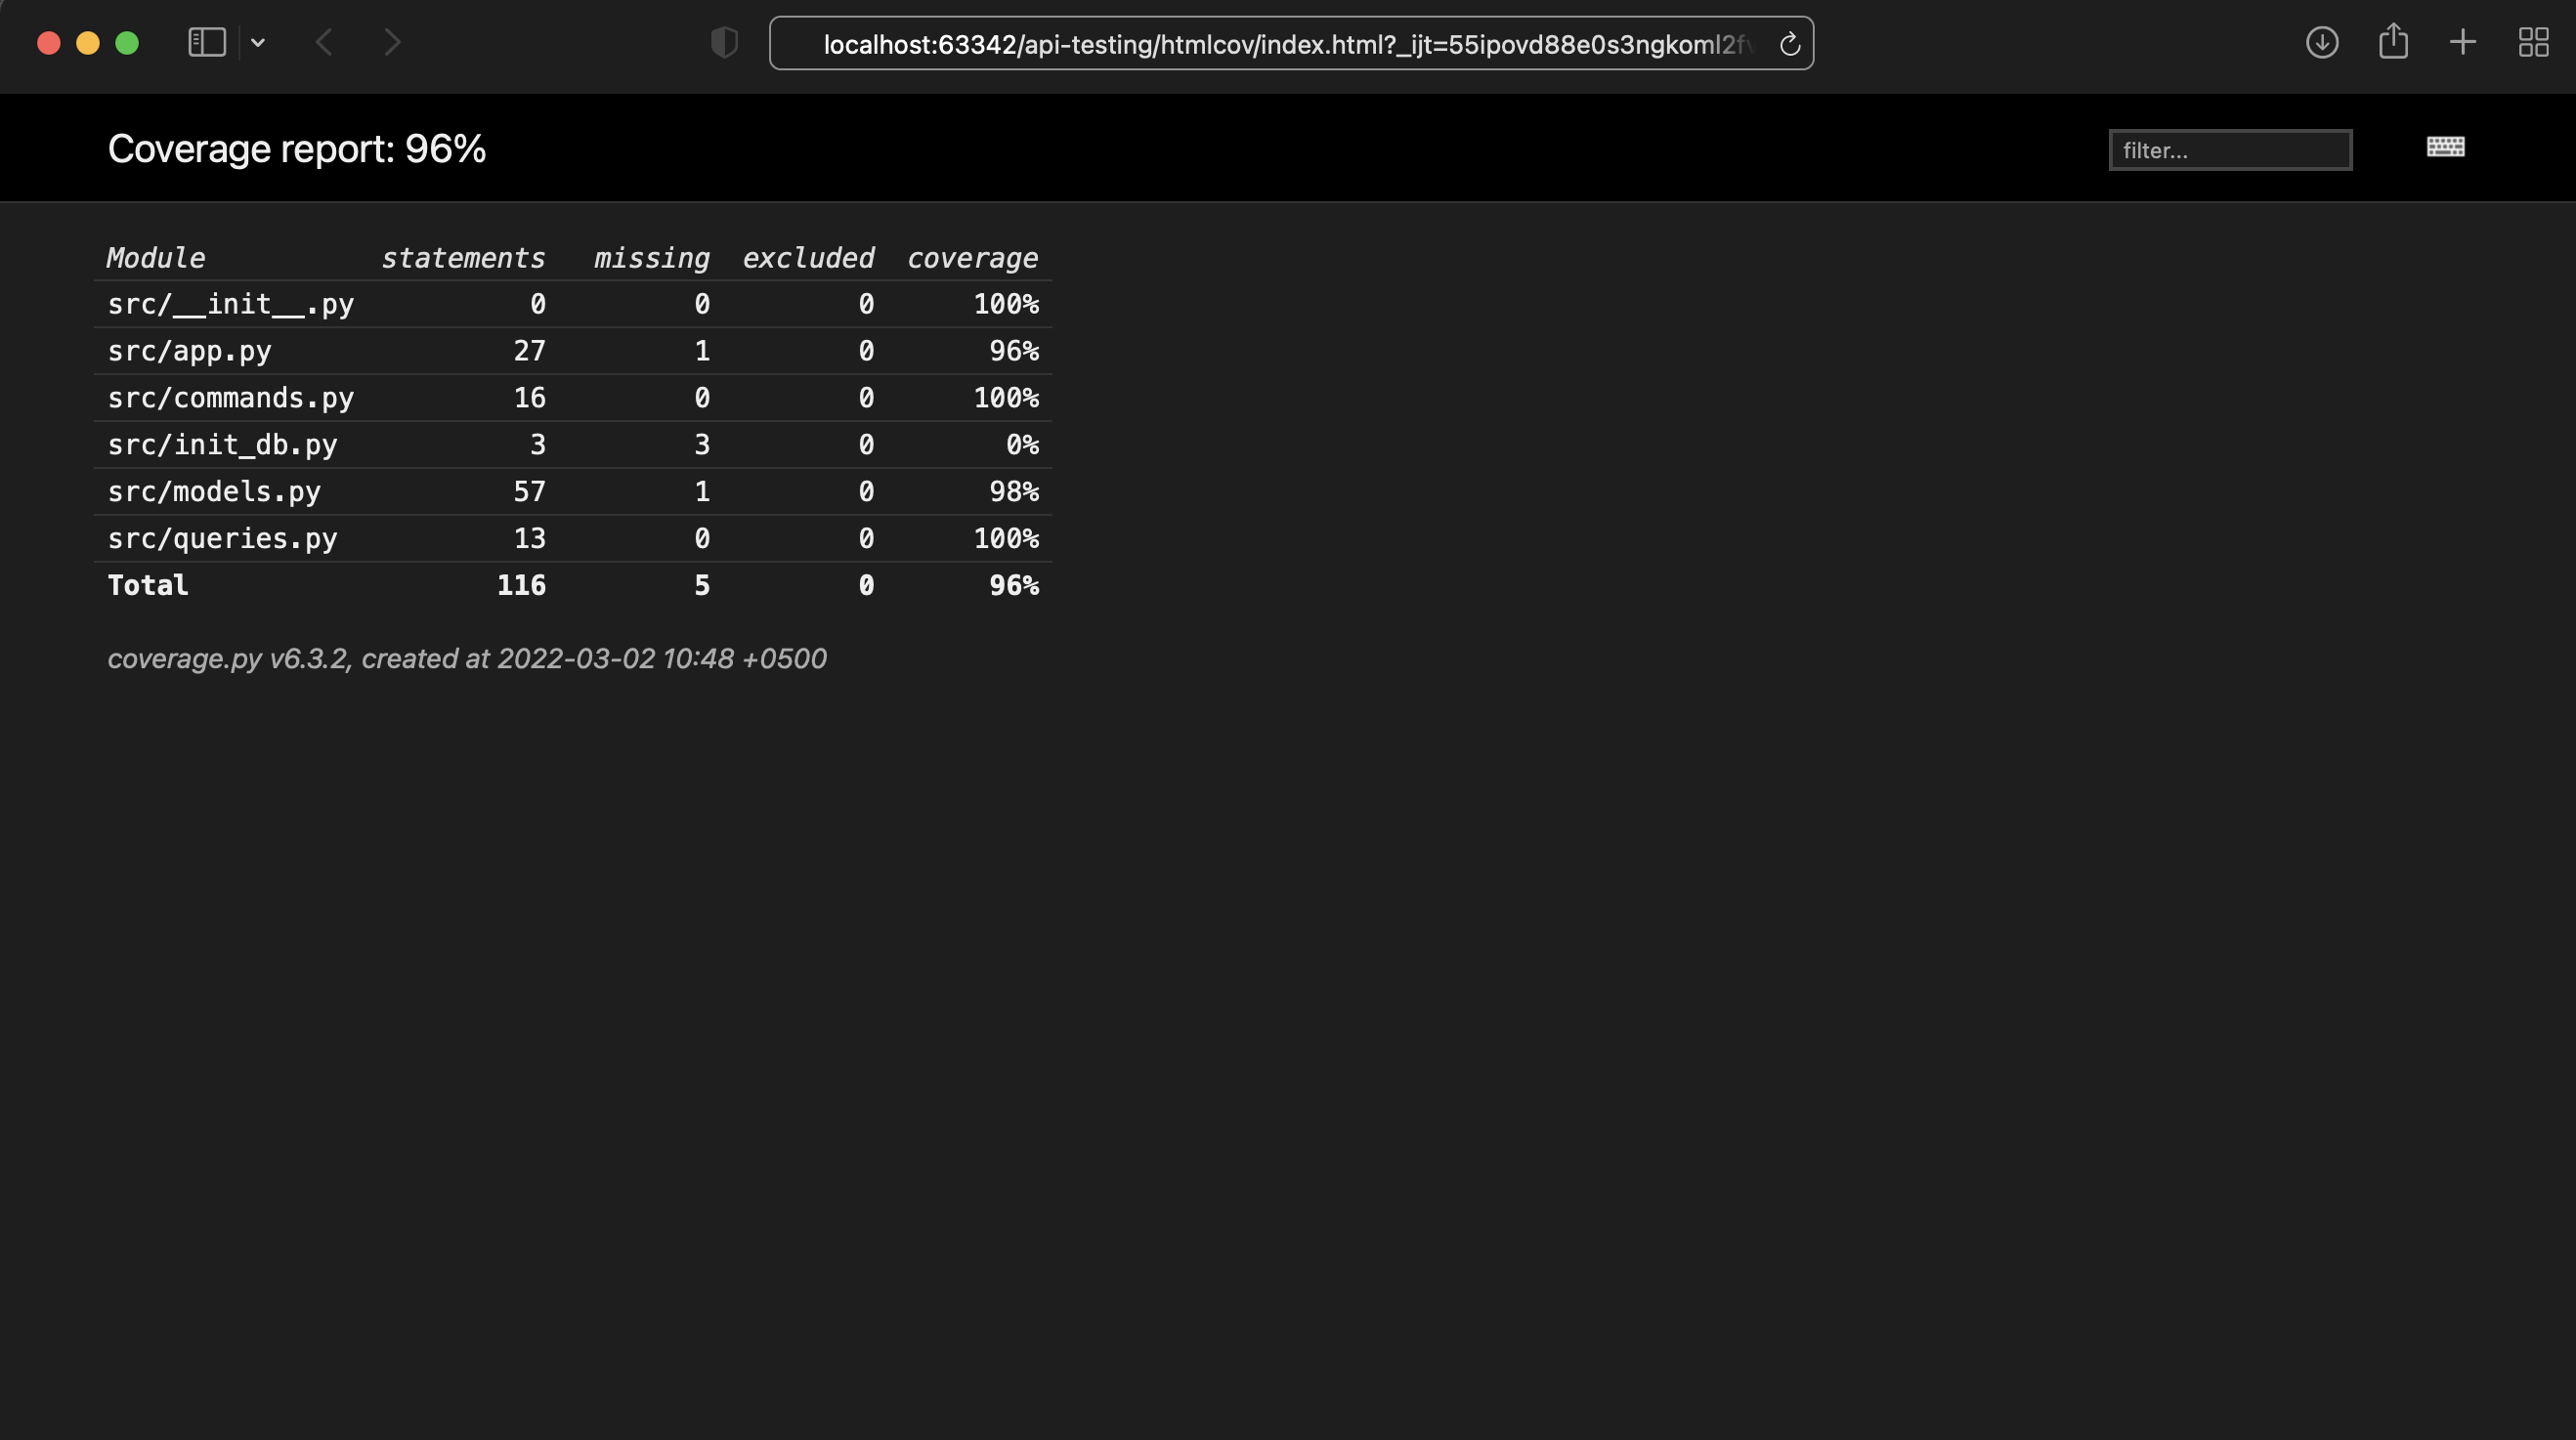 localhost:63342/api-testing/htmlcov/index.html?_ijt=55ipovd88e0s3ngkoml2f
Coverage report: 96%
filter...
Module statements missing excluded coverage
src/__init__.py 0 0 0 100%
src/app.py 27 1 0 96%
src/commands.py 16 0 0 100%
src/init_db.py 3 3 0 0%
src/models.py 57 1 0 98%
src/queries.py 13 0 0 100%
Total 116 5 0 96%
coverage.py v6.3.2, created at 2022-03-02 10:48 +0500